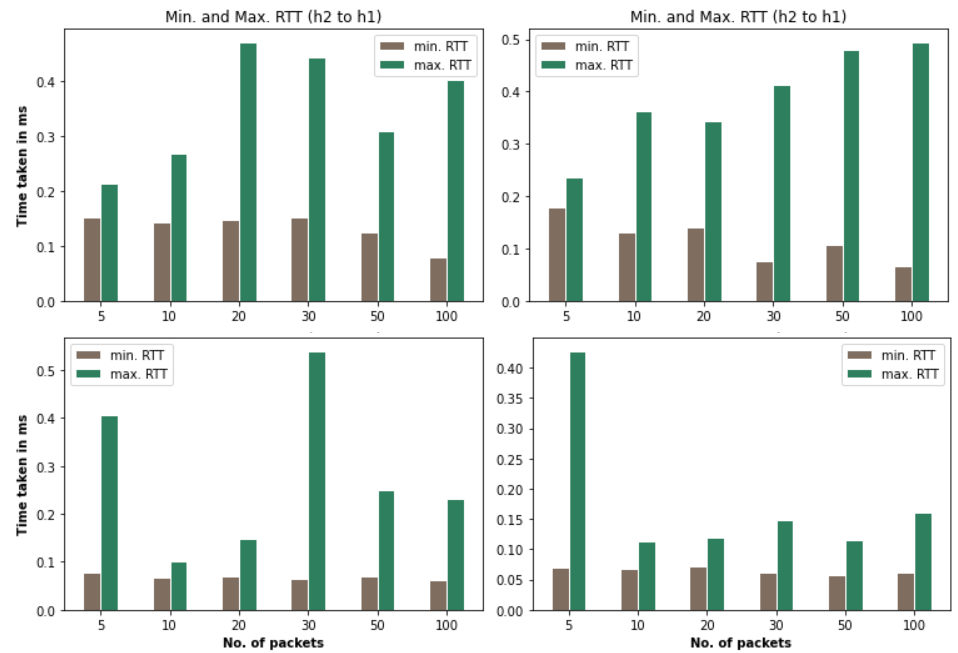 Min. and Max. RTT (h2 to h1)
min. RTT
max. RTT
Time taken in ms
0.4
0.3
0.2
0.1
0.0
5 10 20 30 50 100
Min. and Max. RTT (h2 to h1)
min. RTT
max. RTT
0.5
0.4
0.3
0.2
0.1
0.0
5 10 20 30 50 100
min. RTT
max. RTT
Time taken in ms
0.5
0.4
0.3
0.2
0.1
0.0
5 10 20 30 50 100
No. of packets
min. RTT
max. RTT
0.40
0.35
0.30
0.25
0.20
0.15
0.10
0.05
0.00
5 10 20 30 50 100
No. of packets